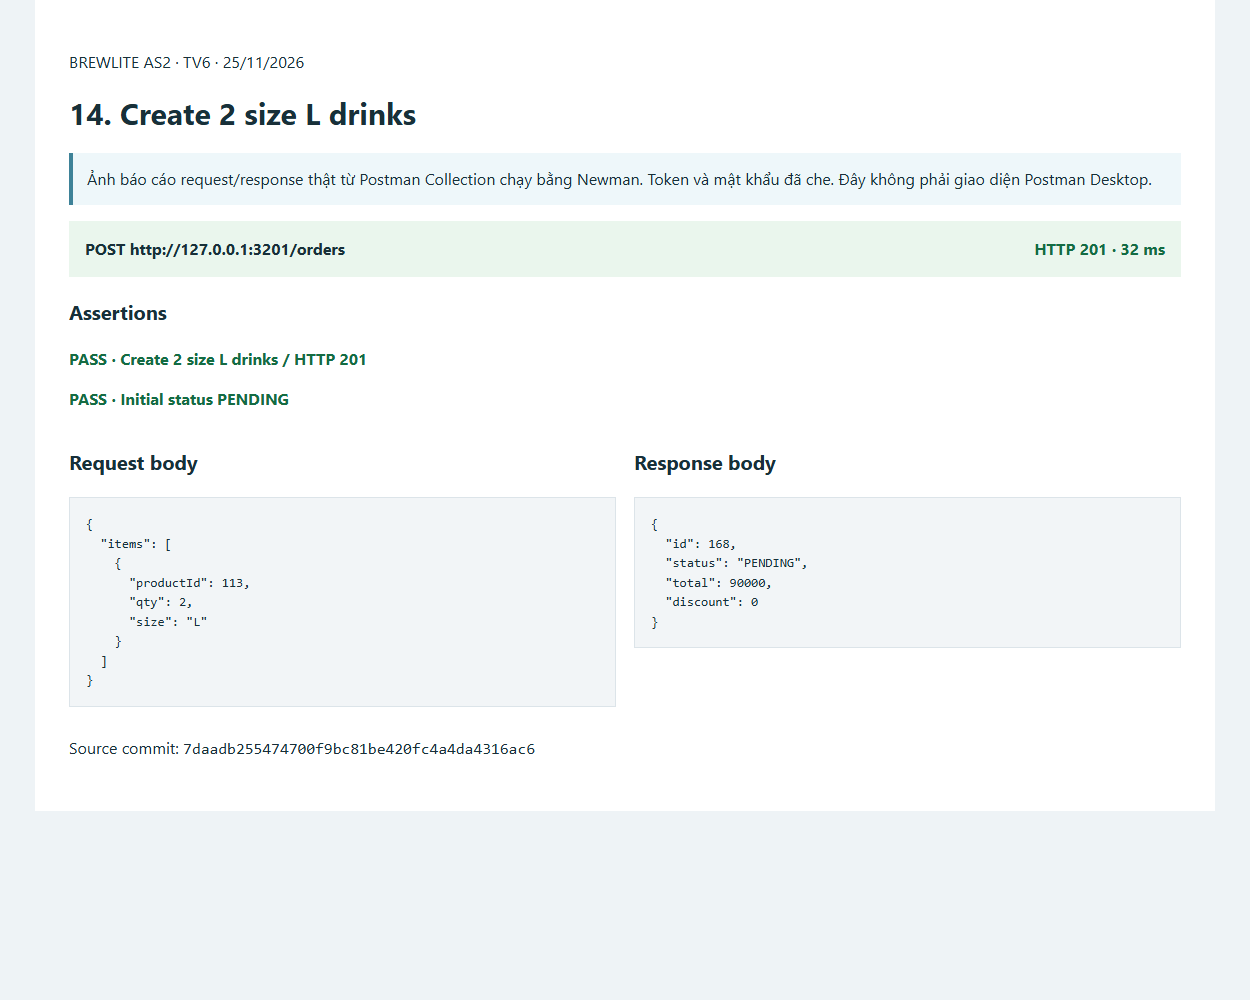 BREWLITE AS2 · TV6 · 25/11/2026
14. Create 2 size L drinks
Ảnh báo cáo request/response thật từ Postman Collection chạy bằng Newman. Token và mật khẩu đã che. Đây không phải giao diện Postman Desktop.
POST http://127.0.0.1:3201/orders
HTTP 201 · 32 ms
Assertions
PASS · Create 2 size L drinks / HTTP 201
PASS · Initial status PENDING
Request body
{
  "items": [
    {
      "productId": 113,
      "qty": 2,
      "size": "L"
    }
  ]
}
Response body
{
  "id": 168,
  "status": "PENDING",
  "total": 90000,
  "discount": 0
}
Source commit: 7daadb255474700f9bc81be420fc4a4da4316ac6